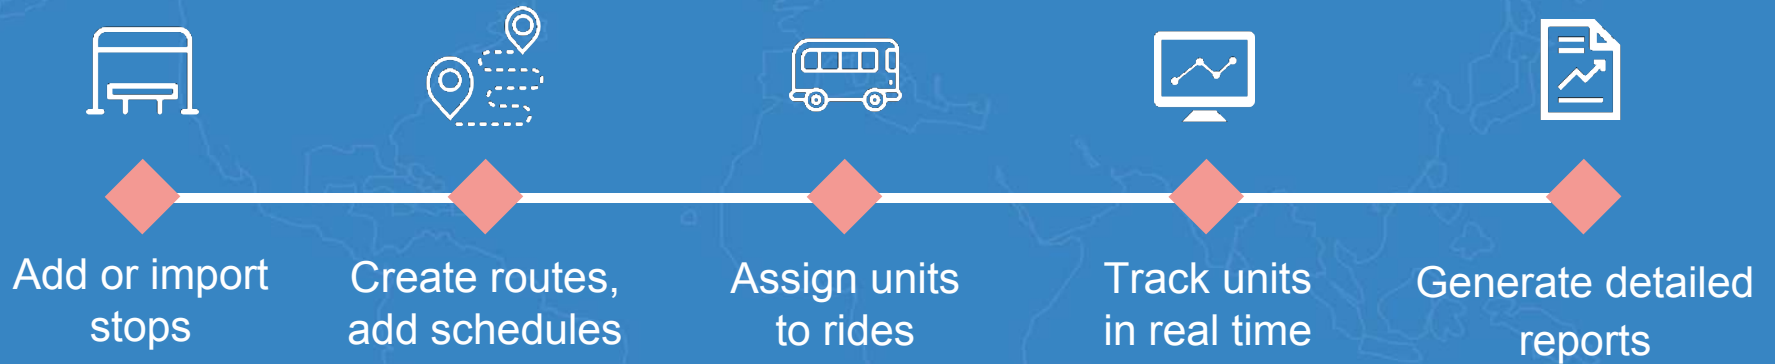 Add or import
stops
Create routes,
add schedules
Assign units
to rides
Track units
in real time
Generate detailed
reports